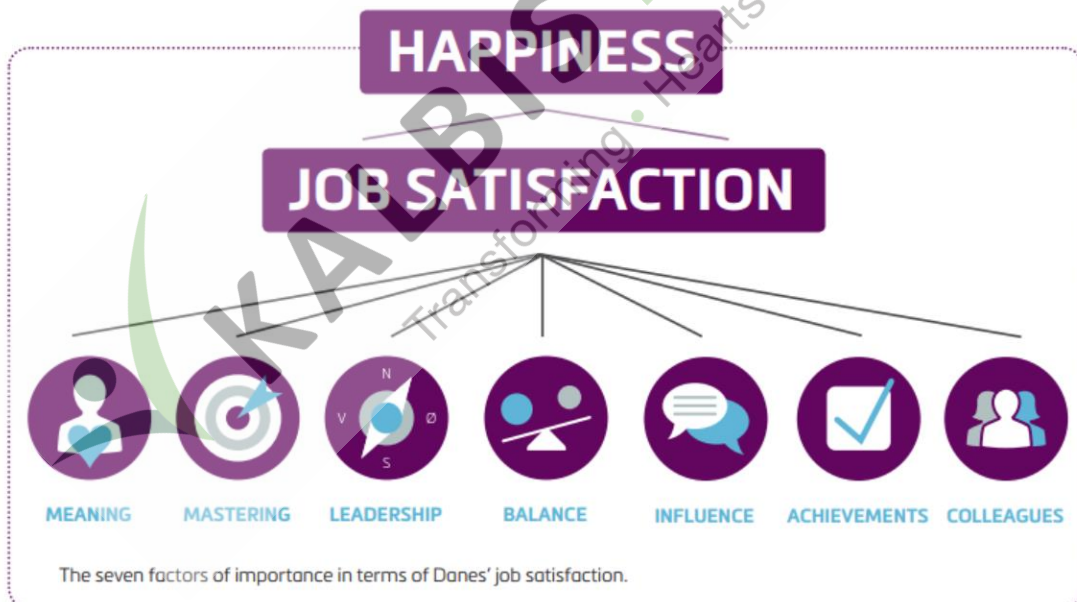 HAPPINESS
JOB SATISFACTION
KALBIS
Transforming Hearts
N
V Ø
S
MEANING MASTERING LEADERSHIP BALANCE INFLUENCE ACHIEVEMENTS COLLEAGUES
The seven factors of importance in terms of Danes' job satisfaction.